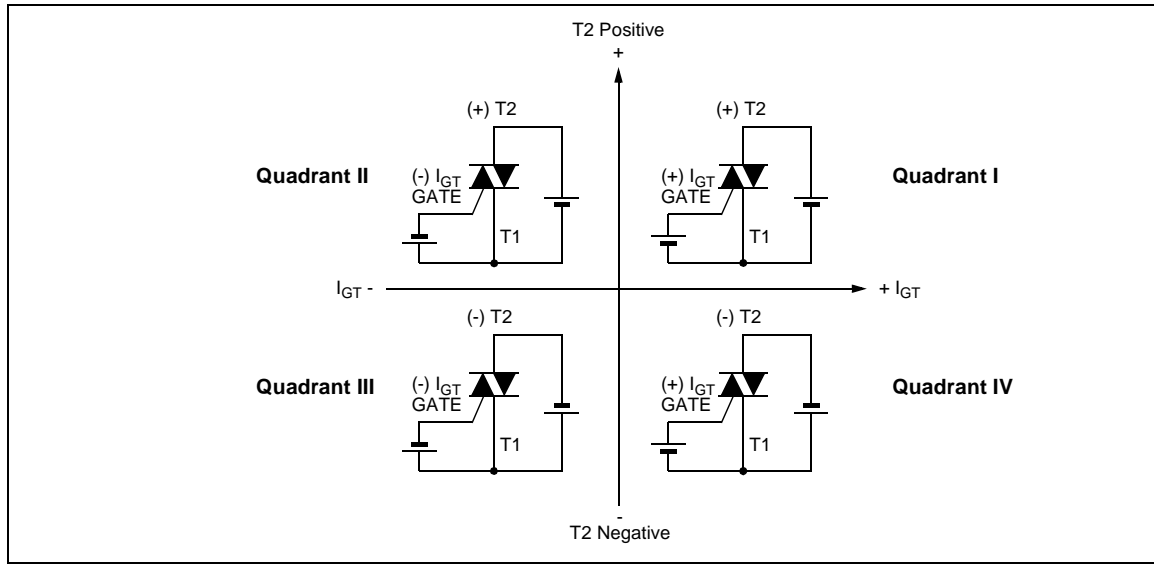 T2 Positive
+
(+) T2
(+) T2
Quadrant II
(-) IGT
GATE
T1
(+) IGT
GATE
T1
Quadrant I
IGT -
+ IGT
(-) T2
(-) T2
Quadrant III
(-) IGT
GATE
T1
(+) IGT
GATE
T1
Quadrant IV
-
T2 Negative